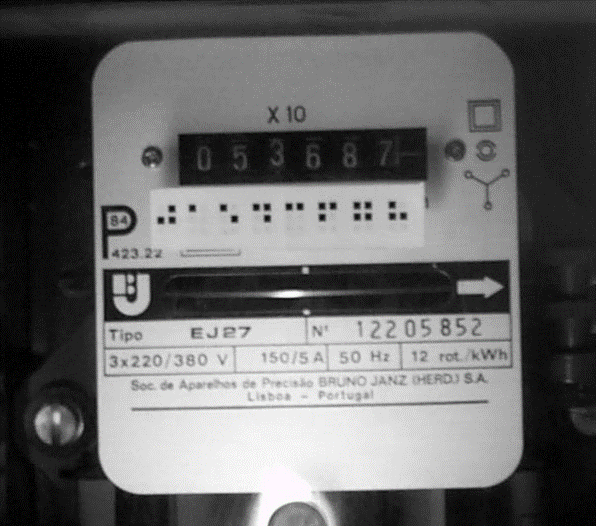 X 10
0 5 3 6 8 7
P 84
423.22
Tipo EJ27 Nº 12205852
3x220/380 V 150/5 A 50 Hz 12 rot./kWh
Soc. de Aparelhos de Precisão BRUNO JANZ (HERD.) S.A.
Lisboa - Portugal